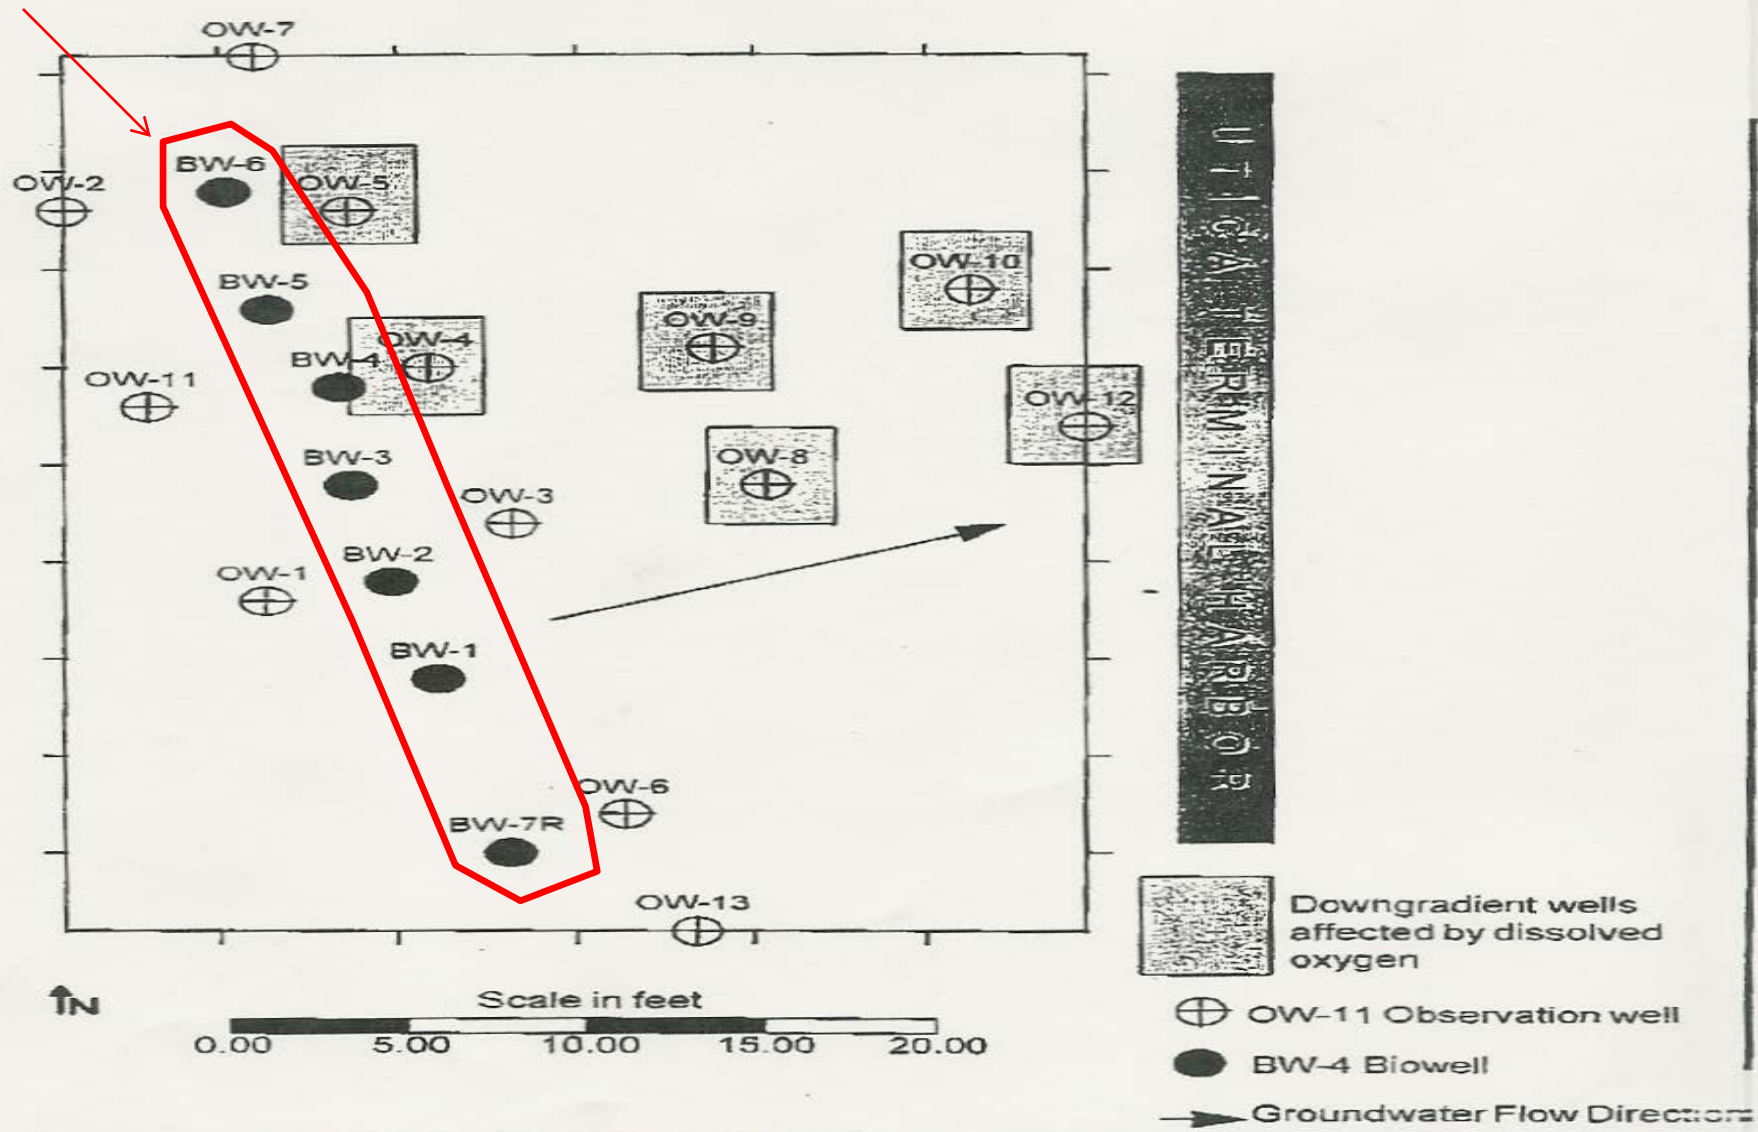 OW-7
BW-6
OW-5
OW-2
OW-10
BW-5
OW-9
OW-4
BW-4
OW-11
OW-12
BW-3
OW-8
OW-3
BW-2
OW-1
BW-1
OW-6
BW-7R
OW-13
UTICA TERMINAL HARBOR
Downgradient wells
affected by dissolved
oxygen
N
Scale in feet
0.00 5.00 10.00 15.00 20.00
OW-11 Observation well
BW-4 Biowell
Groundwater Flow Direction